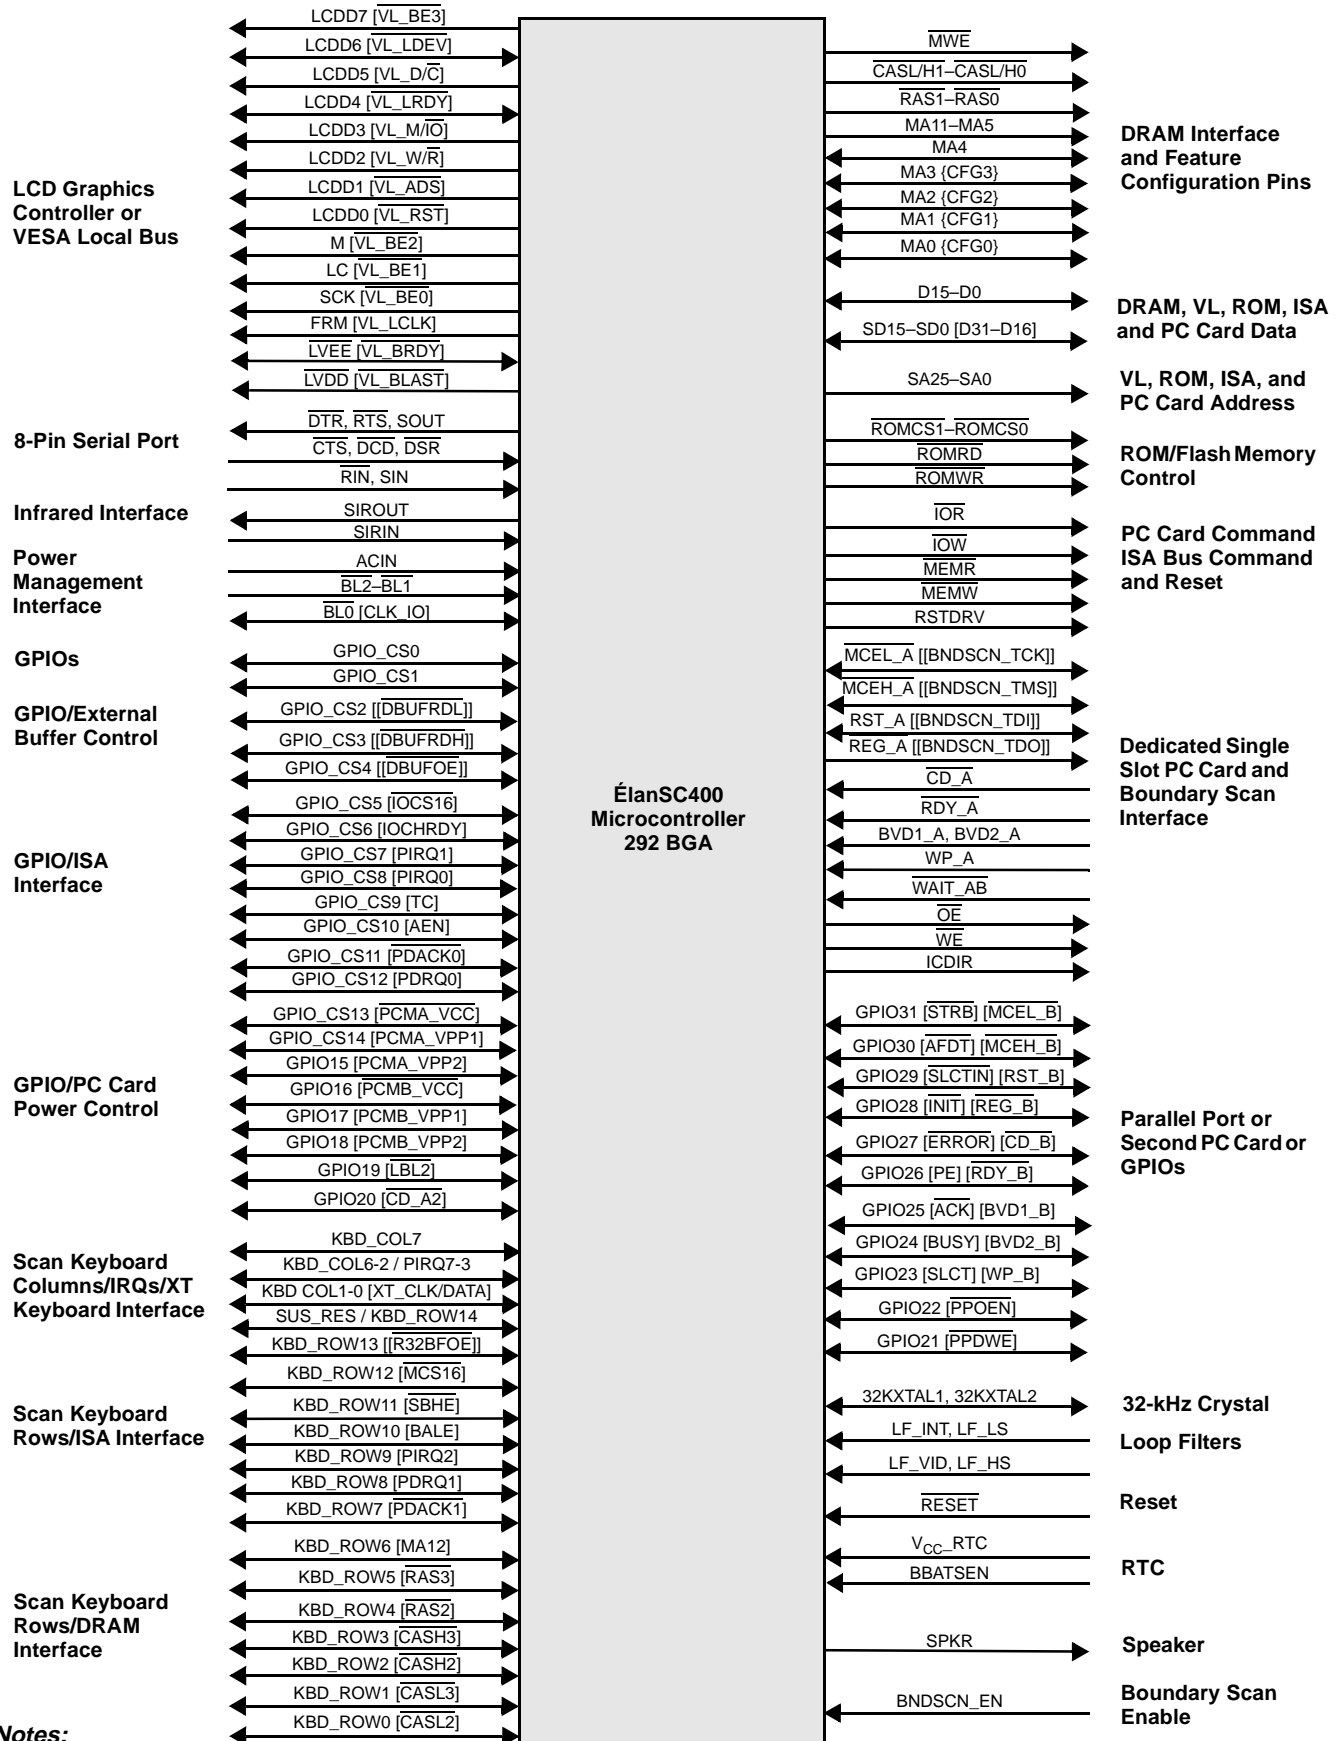 LCD Graphics
Controller or
VESA Local Bus
LCDD7 [VL_BE3]
LCDD6 [VL_LDEV]
LCDD5 [VL_D/C]
LCDD4 [VL_LRDY]
LCDD3 [VL_M/IO]
LCDD2 [VL_W/R]
LCDD1 [VL_ADS]
LCDD0 [VL_RST]
M [VL_BE2]
LC [VL_BE1]
SCK [VL_BE0]
FRM [VL_LCLK]
LVEE [VL_BRDY]
LVDD [VL_BLAST]
8-Pin Serial Port
DTR, RTS, SOUT
CTS, DCD, DSR
RIN, SIN
Infrared Interface
SIROUT
SIRIN
Power
Management
Interface
ACIN
BL2–BL1
BL0 [CLK_IO]
GPIOs
GPIO_CS0
GPIO_CS1
GPIO/External
Buffer Control
GPIO_CS2 [[DBUFRDL]]
GPIO_CS3 [[DBUFRDH]]
GPIO_CS4 [[DBUFOE]]
GPIO/ISA
Interface
GPIO_CS5 [IOCS16]
GPIO_CS6 [IOCHRDY]
GPIO_CS7 [PIRQ1]
GPIO_CS8 [PIRQ0]
GPIO_CS9 [TC]
GPIO_CS10 [AEN]
GPIO_CS11 [PDACK0]
GPIO_CS12 [PDRQ0]
GPIO/PC Card
Power Control
GPIO_CS13 [PCMA_VCC]
GPIO_CS14 [PCMA_VPP1]
GPIO15 [PCMA_VPP2]
GPIO16 [PCMB_VCC]
GPIO17 [PCMB_VPP1]
GPIO18 [PCMB_VPP2]
GPIO19 [LBL2]
GPIO20 [CD_A2]
Scan Keyboard
Columns/IRQs/XT
Keyboard Interface
KBD_COL7
KBD_COL6-2 / PIRQ7-3
KBD COL1-0 [XT_CLK/DATA]
SUS_RES / KBD_ROW14
KBD_ROW13 [[R32BFOE]]
Scan Keyboard
Rows/ISA Interface
KBD_ROW12 [MCS16]
KBD_ROW11 [SBHE]
KBD_ROW10 [BALE]
KBD_ROW9 [PIRQ2]
KBD_ROW8 [PDRQ1]
KBD_ROW7 [PDACK1]
Scan Keyboard
Rows/DRAM
Interface
KBD_ROW6 [MA12]
KBD_ROW5 [RAS3]
KBD_ROW4 [RAS2]
KBD_ROW3 [CASH3]
KBD_ROW2 [CASH2]
KBD_ROW1 [CASL3]
KBD_ROW0 [CASL2]
Notes:
ÉlanSC400
Microcontroller
292 BGA
MWE
CASL/H1–CASL/H0
RAS1–RAS0
MA11–MA5
MA4
MA3 {CFG3}
MA2 {CFG2}
MA1 {CFG1}
MA0 {CFG0}
DRAM Interface
and Feature
Configuration Pins
D15–D0
SD15–SD0 [D31–D16]
DRAM, VL, ROM, ISA
and PC Card Data
SA25–SA0
VL, ROM, ISA, and
PC Card Address
ROMCS1–ROMCS0
ROMRD
ROMWR
ROM/Flash Memory
Control
IOR
IOW
MEMR
MEMW
RSTDRV
PC Card Command
ISA Bus Command
and Reset
MCEL_A [[BNDSCN_TCK]]
MCEH_A [[BNDSCN_TMS]]
RST_A [[BNDSCN_TDI]]
REG_A [[BNDSCN_TDO]]
CD_A
RDY_A
BVD1_A, BVD2_A
WP_A
WAIT_AB
OE
WE
ICDIR
Dedicated Single
Slot PC Card and
Boundary Scan
Interface
GPIO31 [STRB] [MCEL_B]
GPIO30 [AFDT] [MCEH_B]
GPIO29 [SLCTIN] [RST_B]
GPIO28 [INIT] [REG_B]
GPIO27 [ERROR] [CD_B]
GPIO26 [PE] [RDY_B]
GPIO25 [ACK] [BVD1_B]
GPIO24 [BUSY] [BVD2_B]
GPIO23 [SLCT] [WP_B]
GPIO22 [PPOEN]
GPIO21 [PPDWE]
Parallel Port or
Second PC Card or
GPIOs
32KXTAL1, 32KXTAL2
32-kHz Crystal
LF_INT, LF_LS
LF_VID, LF_HS
Loop Filters
RESET
Reset
VCC_RTC
BBATSEN
RTC
SPKR
Speaker
BNDSCN_EN
Boundary Scan
Enable